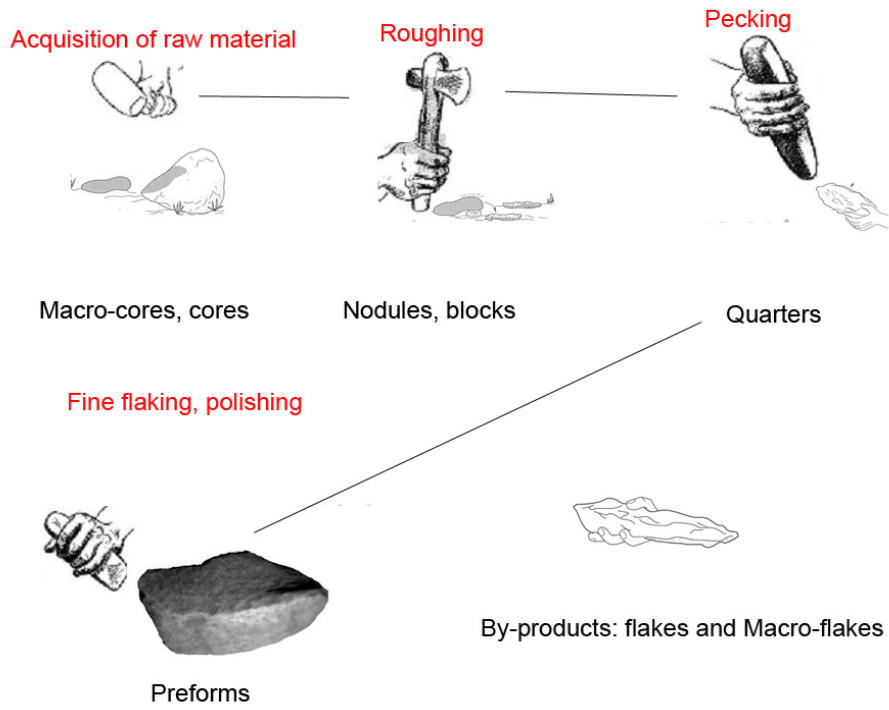 Acquisition of raw material
Roughing
Pecking
Macro-cores, cores
Nodules, blocks
Quarters
Fine flaking, polishing
By-products: flakes and Macro-flakes
Preforms